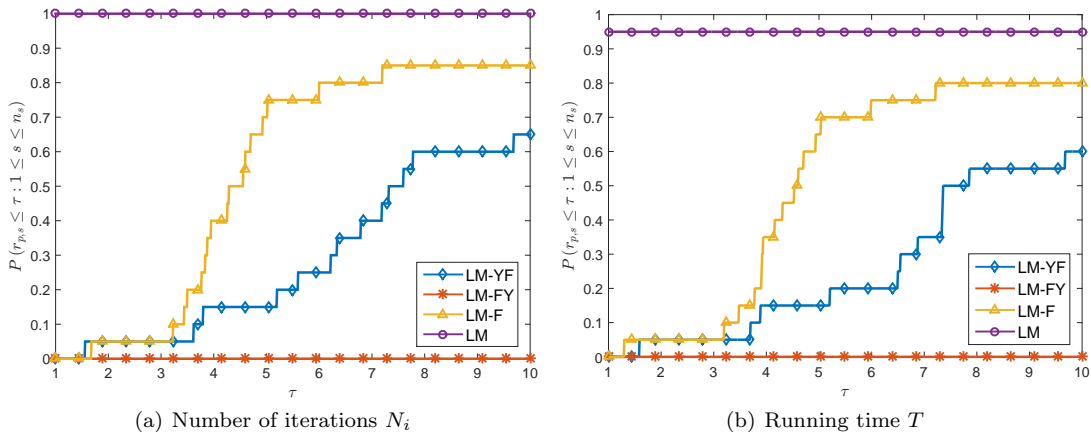 1
0.9
0.8
0.7
0.6
0.5
0.4
0.3
0.2
0.1
0
P (r_{p,s} ≤ τ : 1 ≤ s ≤ n_s)
1 2 3 4 5 6 7 8 9 10
τ
LM-YF
LM-FY
LM-F
LM
(a) Number of iterations N_i
1
0.9
0.8
0.7
0.6
0.5
0.4
0.3
0.2
0.1
0
P (r_{p,s} ≤ τ : 1 ≤ s ≤ n_s)
1 2 3 4 5 6 7 8 9 10
τ
LM-YF
LM-FY
LM-F
LM
(b) Running time T